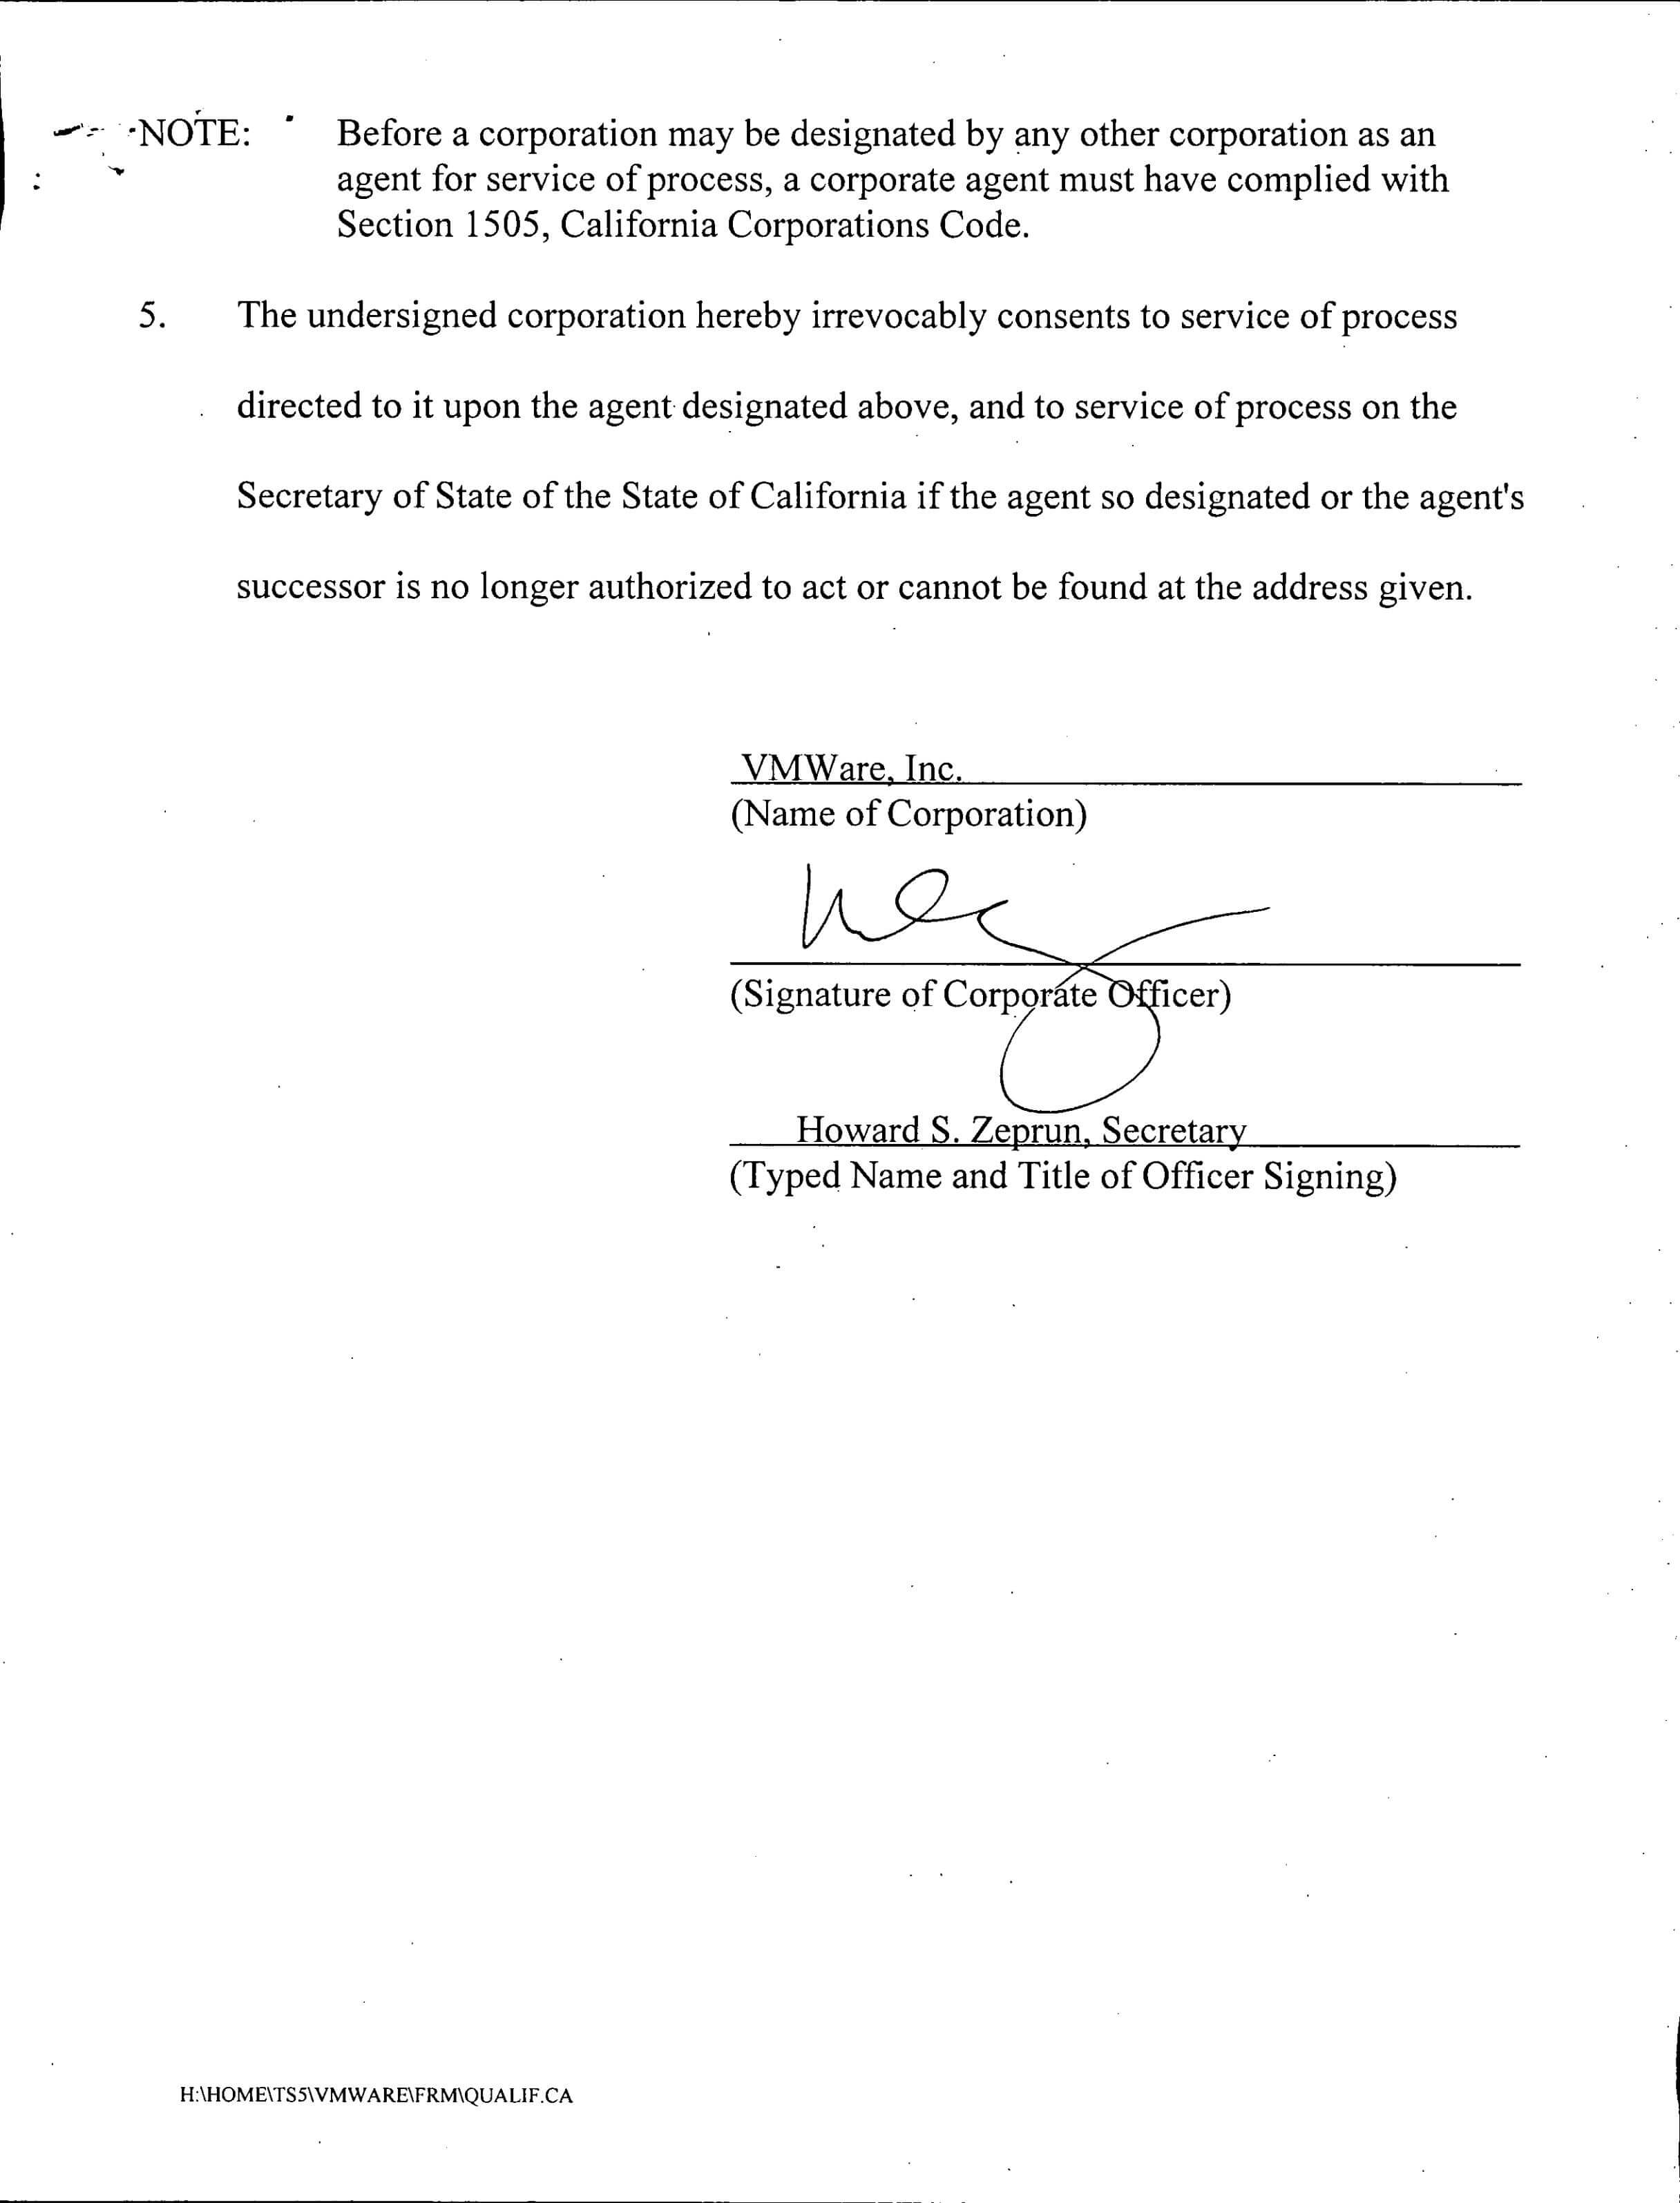 NOTE: Before a corporation may be designated by any other corporation as an
agent for service of process, a corporate agent must have complied with
Section 1505, California Corporations Code.
5. The undersigned corporation hereby irrevocably consents to service of process
directed to it upon the agent designated above, and to service of process on the
Secretary of State of the State of California if the agent so designated or the agent's
successor is no longer authorized to act or cannot be found at the address given.
VMWare, Inc.
(Name of Corporation)
(Signature of Corporate Officer)
Howard S. Zeprun, Secretary
(Typed Name and Title of Officer Signing)
H:\HOME\TS5\VMWARE\FRM\QUALIF.CA